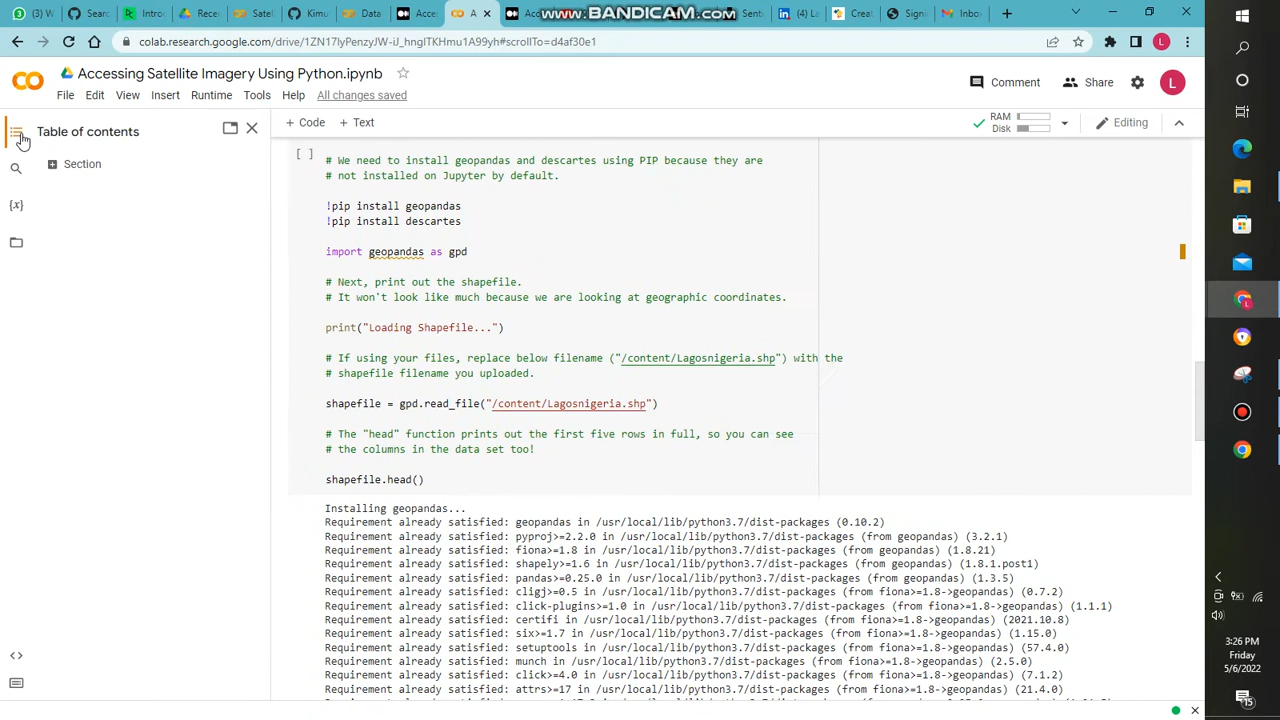 (3) W
Searc
Intro
Rece
Satel
Kimu
Data
Acce
A
Acce
www.BANDICAM.com
Sent
(4) La
Creat
Signi
Inbo
colab.research.google.com/drive/1ZN17lyPenzyJW-iJ_hngITKHmu1A99yh#scrollTo=d4af30e1
L
Accessing Satellite Imagery Using Python.ipynb
Comment
Share
L
File Edit View Insert Runtime Tools Help All changes saved
+ Code + Text
RAM
Disk
Editing
Table of contents
Section
{x}
[ ]
# We need to install geopandas and descartes using PIP because they are
# not installed on Jupyter by default.
!pip install geopandas
!pip install descartes
import geopandas as gpd
# Next, print out the shapefile.
# It won't look like much because we are looking at geographic coordinates.
print("Loading Shapefile...")
# If using your files, replace below filename ("/content/Lagosnigeria.shp") with the
# shapefile filename you uploaded.
shapefile = gpd.read_file("/content/Lagosnigeria.shp")
# The "head" function prints out the first five rows in full, so you can see
# the columns in the data set too!
shapefile.head()
Installing geopandas...
Requirement already satisfied: geopandas in /usr/local/lib/python3.7/dist-packages (0.10.2)
Requirement already satisfied: pyproj>=2.2.0 in /usr/local/lib/python3.7/dist-packages (from geopandas) (3.2.1)
Requirement already satisfied: fiona>=1.8 in /usr/local/lib/python3.7/dist-packages (from geopandas) (1.8.21)
Requirement already satisfied: shapely>=1.6 in /usr/local/lib/python3.7/dist-packages (from geopandas) (1.8.1.post1)
Requirement already satisfied: pandas>=0.25.0 in /usr/local/lib/python3.7/dist-packages (from geopandas) (1.3.5)
Requirement already satisfied: cligj>=0.5 in /usr/local/lib/python3.7/dist-packages (from fiona>=1.8->geopandas) (0.7.2)
Requirement already satisfied: click-plugins>=1.0 in /usr/local/lib/python3.7/dist-packages (from fiona>=1.8->geopandas) (1.1.1)
Requirement already satisfied: certifi in /usr/local/lib/python3.7/dist-packages (from fiona>=1.8->geopandas) (2021.10.8)
Requirement already satisfied: six>=1.7 in /usr/local/lib/python3.7/dist-packages (from fiona>=1.8->geopandas) (1.15.0)
Requirement already satisfied: setuptools in /usr/local/lib/python3.7/dist-packages (from fiona>=1.8->geopandas) (57.4.0)
Requirement already satisfied: munch in /usr/local/lib/python3.7/dist-packages (from fiona>=1.8->geopandas) (2.5.0)
Requirement already satisfied: click>=4.0 in /usr/local/lib/python3.7/dist-packages (from fiona>=1.8->geopandas) (7.1.2)
Requirement already satisfied: attrs>=17 in /usr/local/lib/python3.7/dist-packages (from fiona>=1.8->geopandas) (21.4.0)
3:26 PM
Friday
5/6/2022
15